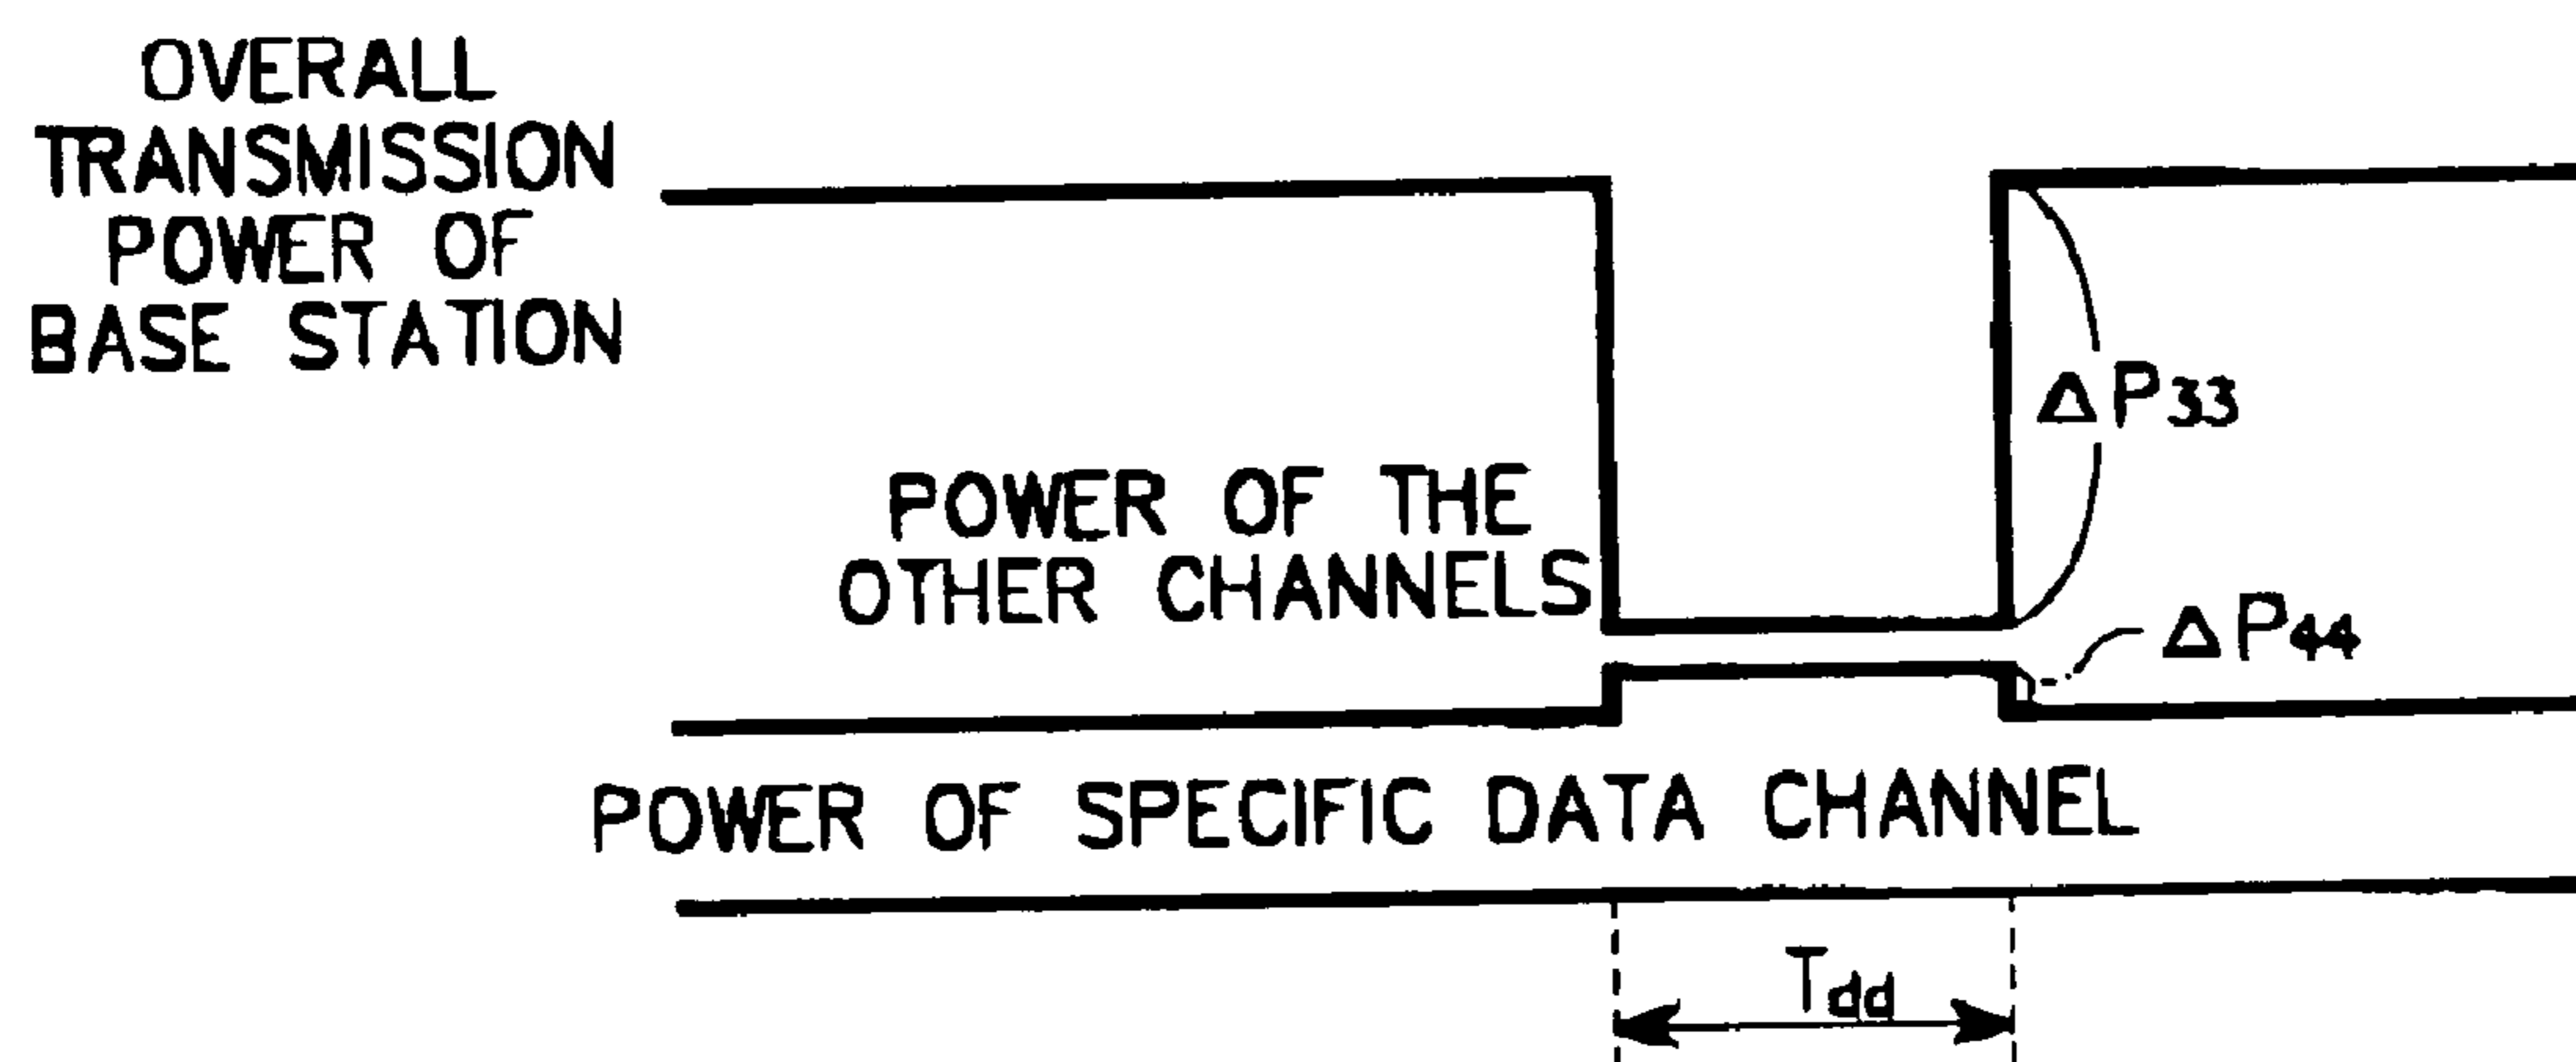 OVERALL
TRANSMISSION
POWER OF
BASE STATION
ΔP33
POWER OF THE
OTHER CHANNELS
ΔP44
POWER OF SPECIFIC DATA CHANNEL
Tdd